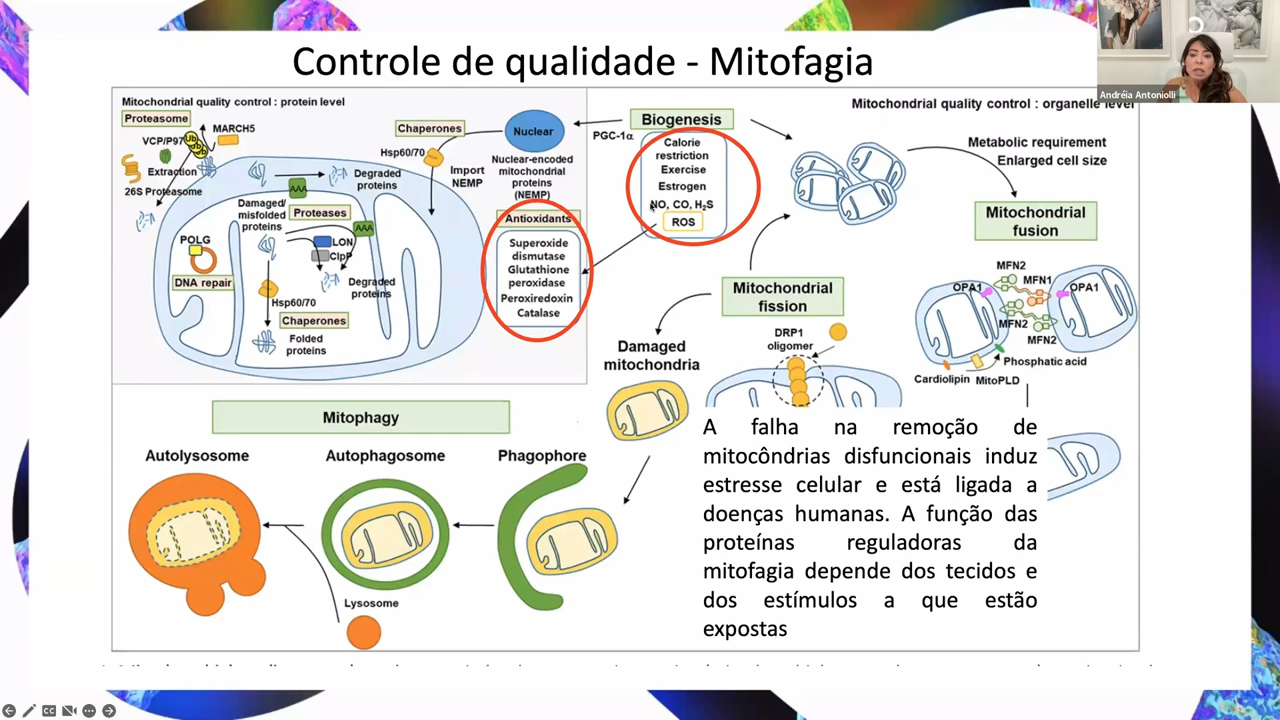 Controle de qualidade - Mitofagia
Andréia Antoniolli
Mitochondrial quality control : protein level
Proteasome
MARCH5
VCP/P97
Ub
Ub
Ub
Extraction
26S Proteasome
AAA
Degraded
proteins
Damaged/
misfolded
proteins
Proteases
AAA
POLG
LON
ClpP
DNA repair
Degraded
proteins
Hsp60/70
Chaperones
Folded
proteins
Chaperones
Hsp60/70
Import
NEMP
Nuclear
Nuclear-encoded
mitochondrial
proteins
(NEMP)
Antioxidants
Superoxide
dismutase
Glutathione
peroxidase
Peroxiredoxin
Catalase
PGC-1α
Biogenesis
Calorie
restriction
Exercise
Estrogen
NO, CO, H₂S
ROS
Mitochondrial quality control : organelle level
Metabolic requirement
Enlarged cell size
Mitochondrial
fusion
MFN2
MFN1
OPA1
OPA1
MFN2
MFN2
Phosphatic acid
Cardiolipin
MitoPLD
Mitochondrial
fission
DRP1
oligomer
Damaged
mitochondria
Mitophagy
Autolysosome
Autophagosome
Phagophore
Lysosome
A falha na remoção de
mitocôndrias disfuncionais induz
estresse celular e está ligada a
doenças humanas. A função das
proteínas reguladoras da
mitofagia depende dos tecidos e
dos estímulos a que estão
expostas
CC